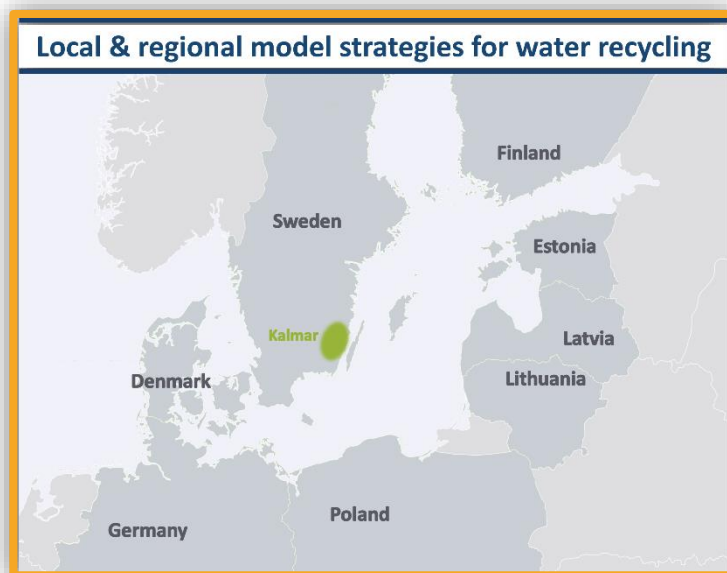 Local & regional model strategies for water recycling
Finland
Sweden
Estonia
Kalmar
Latvia
Denmark
Lithuania
Poland
Germany